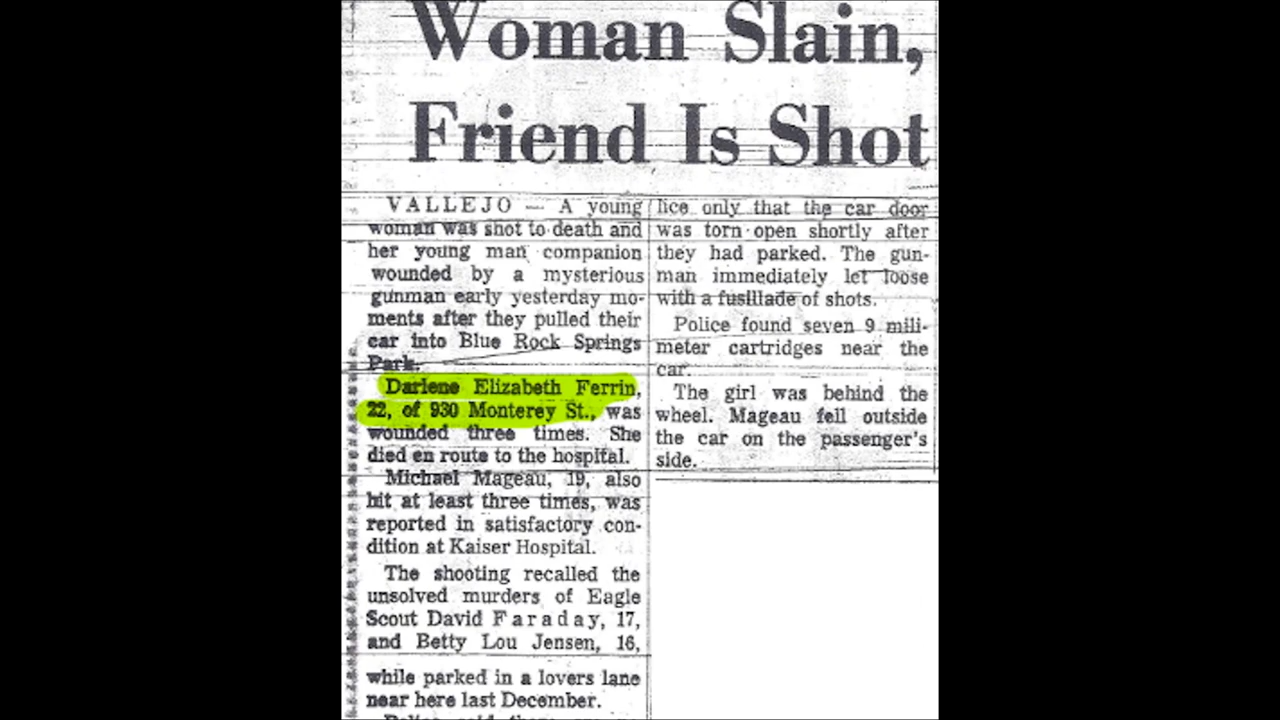 Woman Slain,
Friend Is Shot
VALLEJO — A young
woman was shot to death and
her young man companion
wounded by a mysterious
gunman early yesterday mo-
ments after they pulled their
car into Blue Rock Springs
Park.
Darlene Elizabeth Ferrin,
22, of 930 Monterey St., was
wounded three times. She
died en route to the hospital.
Michael Mageau, 19, also
hit at least three times, was
reported in satisfactory con-
dition at Kaiser Hospital.
The shooting recalled the
unsolved murders of Eagle
Scout David Faraday, 17,
and Betty Lou Jensen, 16,
while parked in a lovers lane
near here last December.
Police said there
lice only that the car door
was torn open shortly after
they had parked. The gun-
man immediately let loose
with a fusillade of shots.
Police found seven 9 mili-
meter cartridges near the
car.
The girl was behind the
wheel. Mageau fell outside
the car on the passenger's
side.